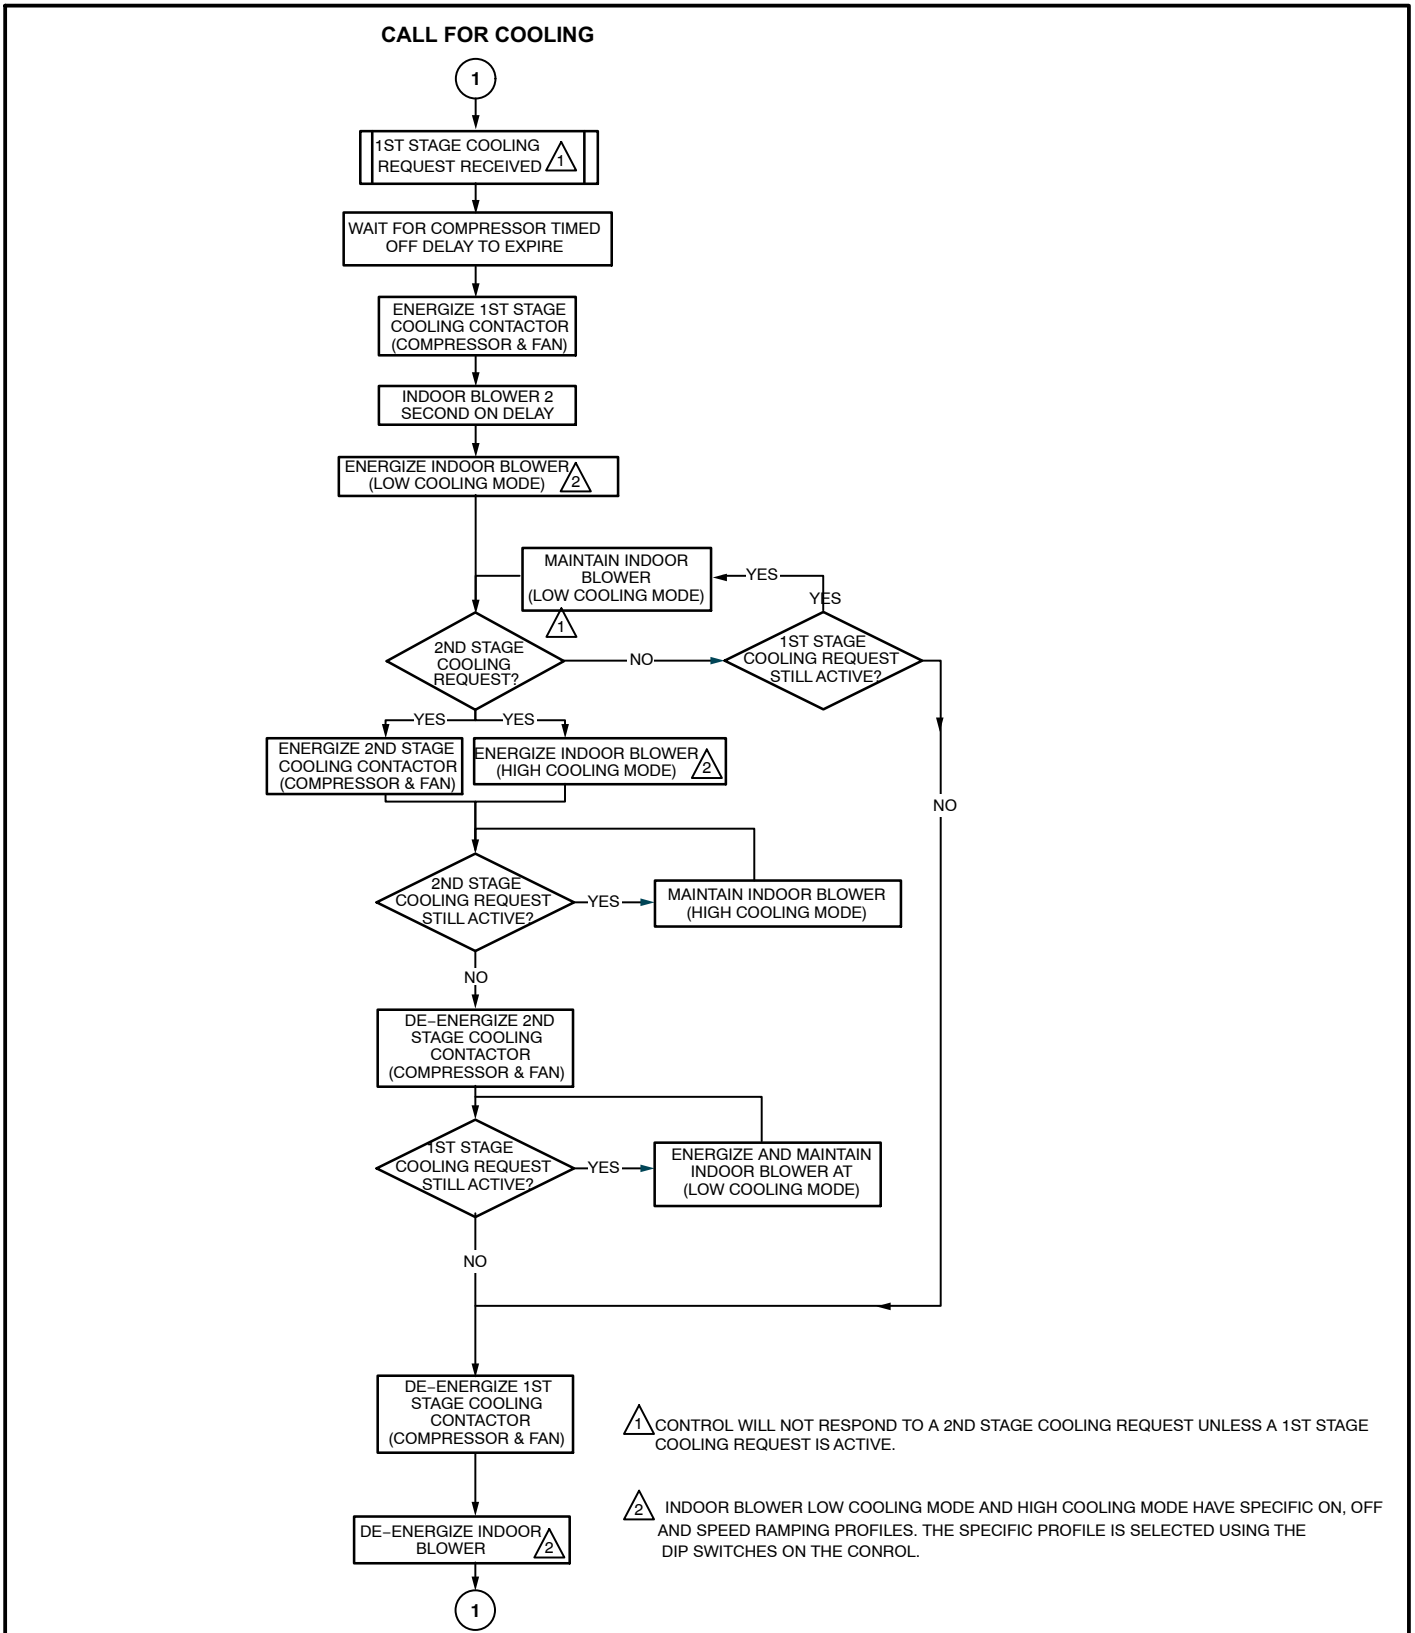 CALL FOR COOLING
1
1ST STAGE COOLING
REQUEST RECEIVED 1
WAIT FOR COMPRESSOR TIMED
OFF DELAY TO EXPIRE
ENERGIZE 1ST STAGE
COOLING CONTACTOR
(COMPRESSOR & FAN)
INDOOR BLOWER 2
SECOND ON DELAY
ENERGIZE INDOOR BLOWER
(LOW COOLING MODE) 2
MAINTAIN INDOOR
BLOWER
(LOW COOLING MODE)
1
YES
YES
2ND STAGE
COOLING
REQUEST?
NO
1ST STAGE
COOLING REQUEST
STILL ACTIVE?
YES
YES
ENERGIZE 2ND STAGE
COOLING CONTACTOR
(COMPRESSOR & FAN)
ENERGIZE INDOOR BLOWER
(HIGH COOLING MODE) 2
NO
2ND STAGE
COOLING REQUEST
STILL ACTIVE?
YES
MAINTAIN INDOOR BLOWER
(HIGH COOLING MODE)
NO
DE−ENERGIZE 2ND
STAGE COOLING
CONTACTOR
(COMPRESSOR & FAN)
1ST STAGE
COOLING REQUEST
STILL ACTIVE?
YES
ENERGIZE AND MAINTAIN
INDOOR BLOWER AT
(LOW COOLING MODE)
NO
DE−ENERGIZE 1ST
STAGE COOLING
CONTACTOR
(COMPRESSOR & FAN)
1 CONTROL WILL NOT RESPOND TO A 2ND STAGE COOLING REQUEST UNLESS A 1ST STAGE
COOLING REQUEST IS ACTIVE.
2 INDOOR BLOWER LOW COOLING MODE AND HIGH COOLING MODE HAVE SPECIFIC ON, OFF
AND SPEED RAMPING PROFILES. THE SPECIFIC PROFILE IS SELECTED USING THE
DIP SWITCHES ON THE CONROL.
DE−ENERGIZE INDOOR
BLOWER 2
1